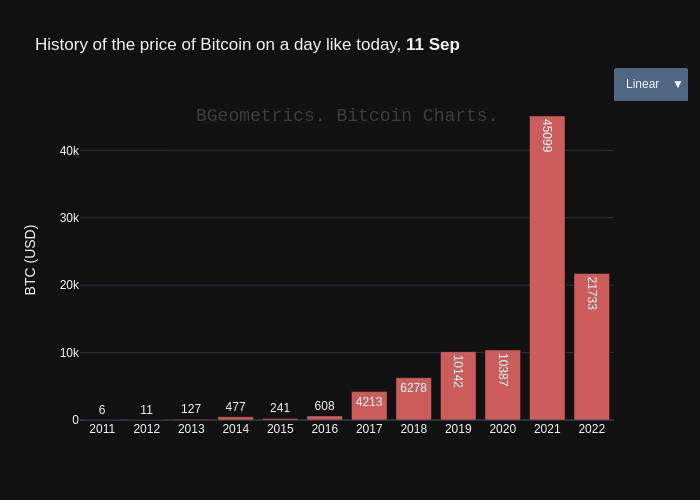 History of the price of Bitcoin on a day like today, 11 Sep
Linear ▼
BGeometrics. Bitcoin Charts.
BTC (USD)
40k
30k
20k
10k
0
6 11 127 477 241 608 4213 6278 10142 10387 45099 21733
2011 2012 2013 2014 2015 2016 2017 2018 2019 2020 2021 2022